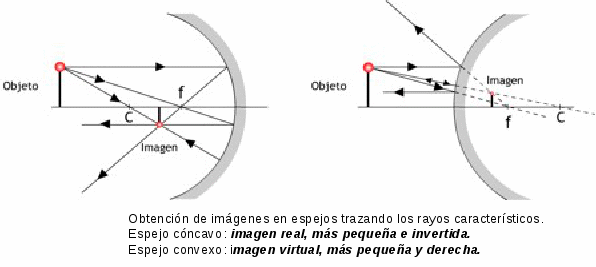 Objeto
f
C
Imagen
Objeto
Imagen
f
C
Obtención de imágenes en espejos trazando los rayos característicos.
Espejo cóncavo: imagen real, más pequeña e invertida.
Espejo convexo: imagen virtual, más pequeña y derecha.